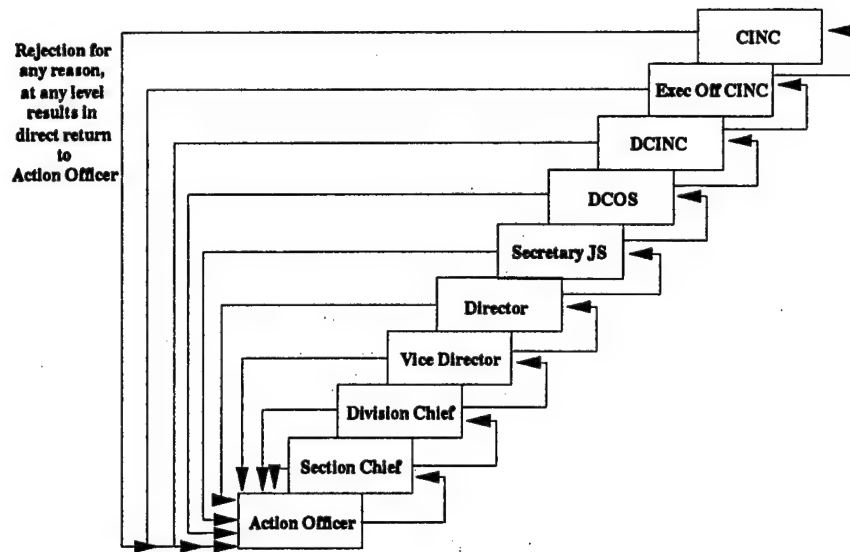 Rejection for
any reason,
at any level
results in
direct return
to
Action Officer
CINC
Exec Off CINC
DCINC
DCOS
Secretary JS
Director
Vice Director
Division Chief
Section Chief
Action Officer